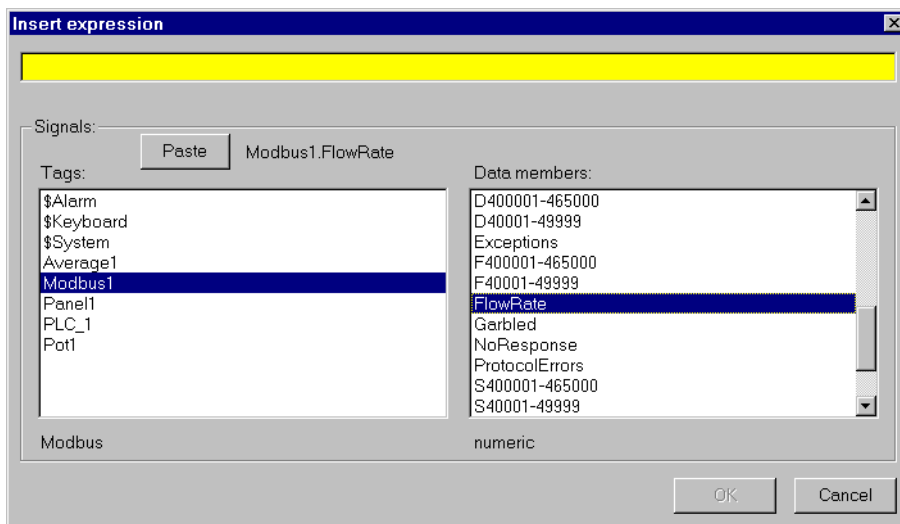 Insert expression
Signals:
Paste Modbus1.FlowRate
Tags:
$Alarm
$Keyboard
$System
Average1
Modbus1
Panel1
PLC_1
Pot1
Modbus
Data members:
D400001-465000
D40001-49999
Exceptions
F400001-465000
F40001-49999
FlowRate
Garbled
NoResponse
ProtocolErrors
S400001-465000
S40001-49999
numeric
OK Cancel